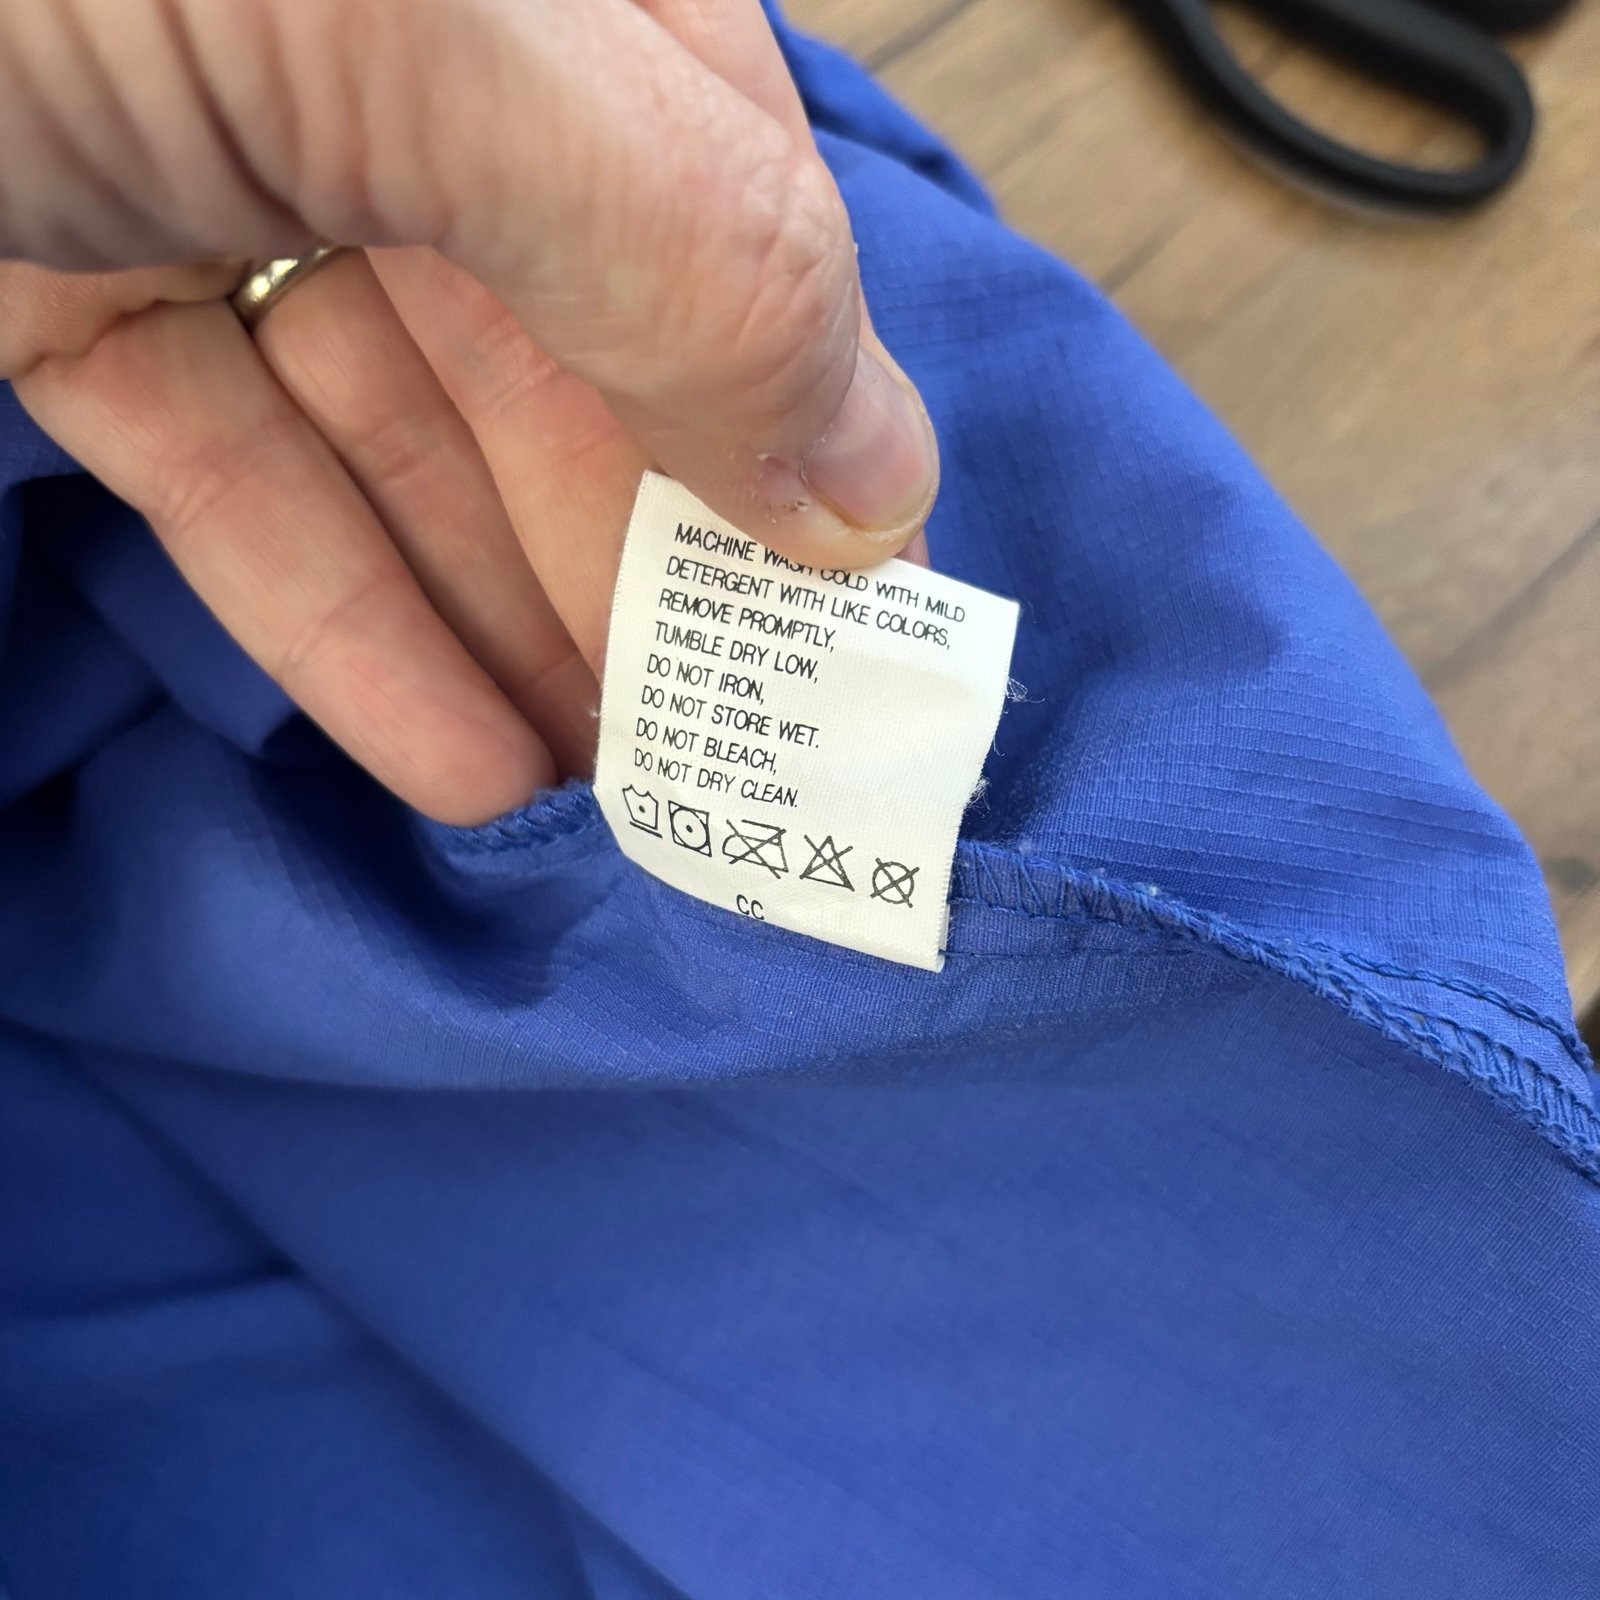 MACHINE WASH COLD WITH MILD
DETERGENT WITH LIKE COLORS,
REMOVE PROMPTLY,
TUMBLE DRY LOW,
DO NOT IRON,
DO NOT STORE WET.
DO NOT BLEACH,
DO NOT DRY CLEAN.
CC